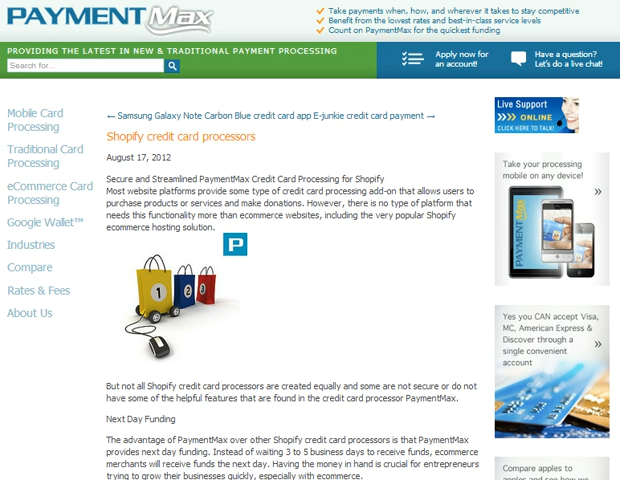 PAYMENTMax
Take payments when, how, and wherever it takes to stay competitive
Benefit from the lowest rates and best-in-class service levels
Count on PaymentMax for the quickest funding
PROVIDING THE LATEST IN NEW & TRADITIONAL PAYMENT PROCESSING
Search for...
Apply now for
an account!
Have a question?
Let's do a live chat!
Mobile Card
Processing
Traditional Card
Processing
eCommerce Card
Processing
Google Wallet™
Industries
Compare
Rates & Fees
About Us
← Samsung Galaxy Note Carbon Blue credit card app E-junkie credit card payment →
Shopify credit card processors
August 17, 2012
Secure and Streamlined PaymentMax Credit Card Processing for Shopify
Most website platforms provide some type of credit card processing add-on that allows users to
purchase products or services and make donations. However, there is no type of platform that
needs this functionality more than ecommerce websites, including the very popular Shopify
ecommerce hosting solution.
P
1
2
3
But not all Shopify credit card processors are created equally and some are not secure or do not
have some of the helpful features that are found in the credit card processor PaymentMax.
Next Day Funding
The advantage of PaymentMax over other Shopify credit card processors is that PaymentMax
provides next day funding. Instead of waiting 3 to 5 business days to receive funds, ecommerce
merchants will receive funds the next day. Having the money in hand is crucial for entrepreneurs
trying to grow their businesses quickly, especially with ecommerce.
Live Support
ONLINE
CLICK HERE TO TALK!
Take your processing
mobile on any device!
»
PAYMENTMax
Yes you CAN accept Visa,
MC, American Express &
Discover through a
single convenient
account
»
Compare apples to
apples and see how we